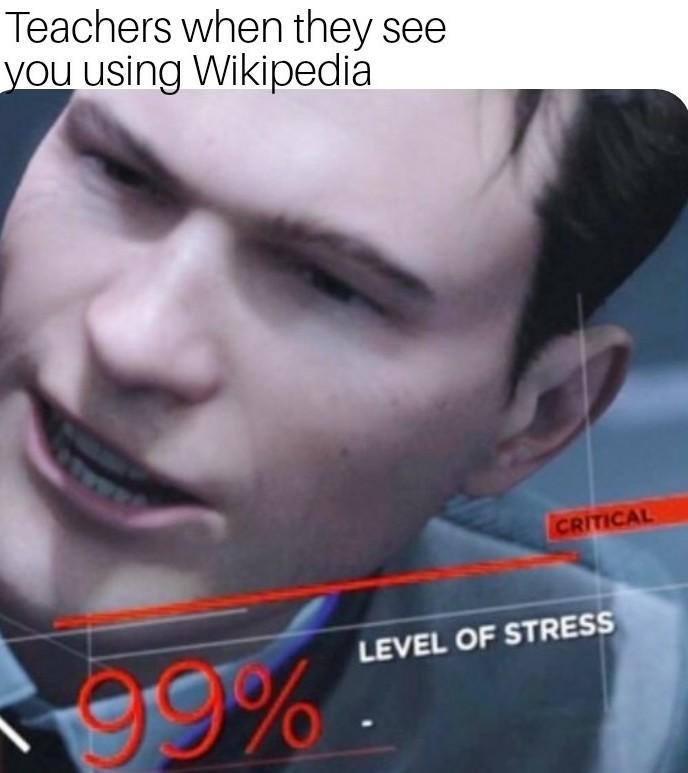 Teachers when they see
you using Wikipedia
CRITICAL
LEVEL OF STRESS
99%